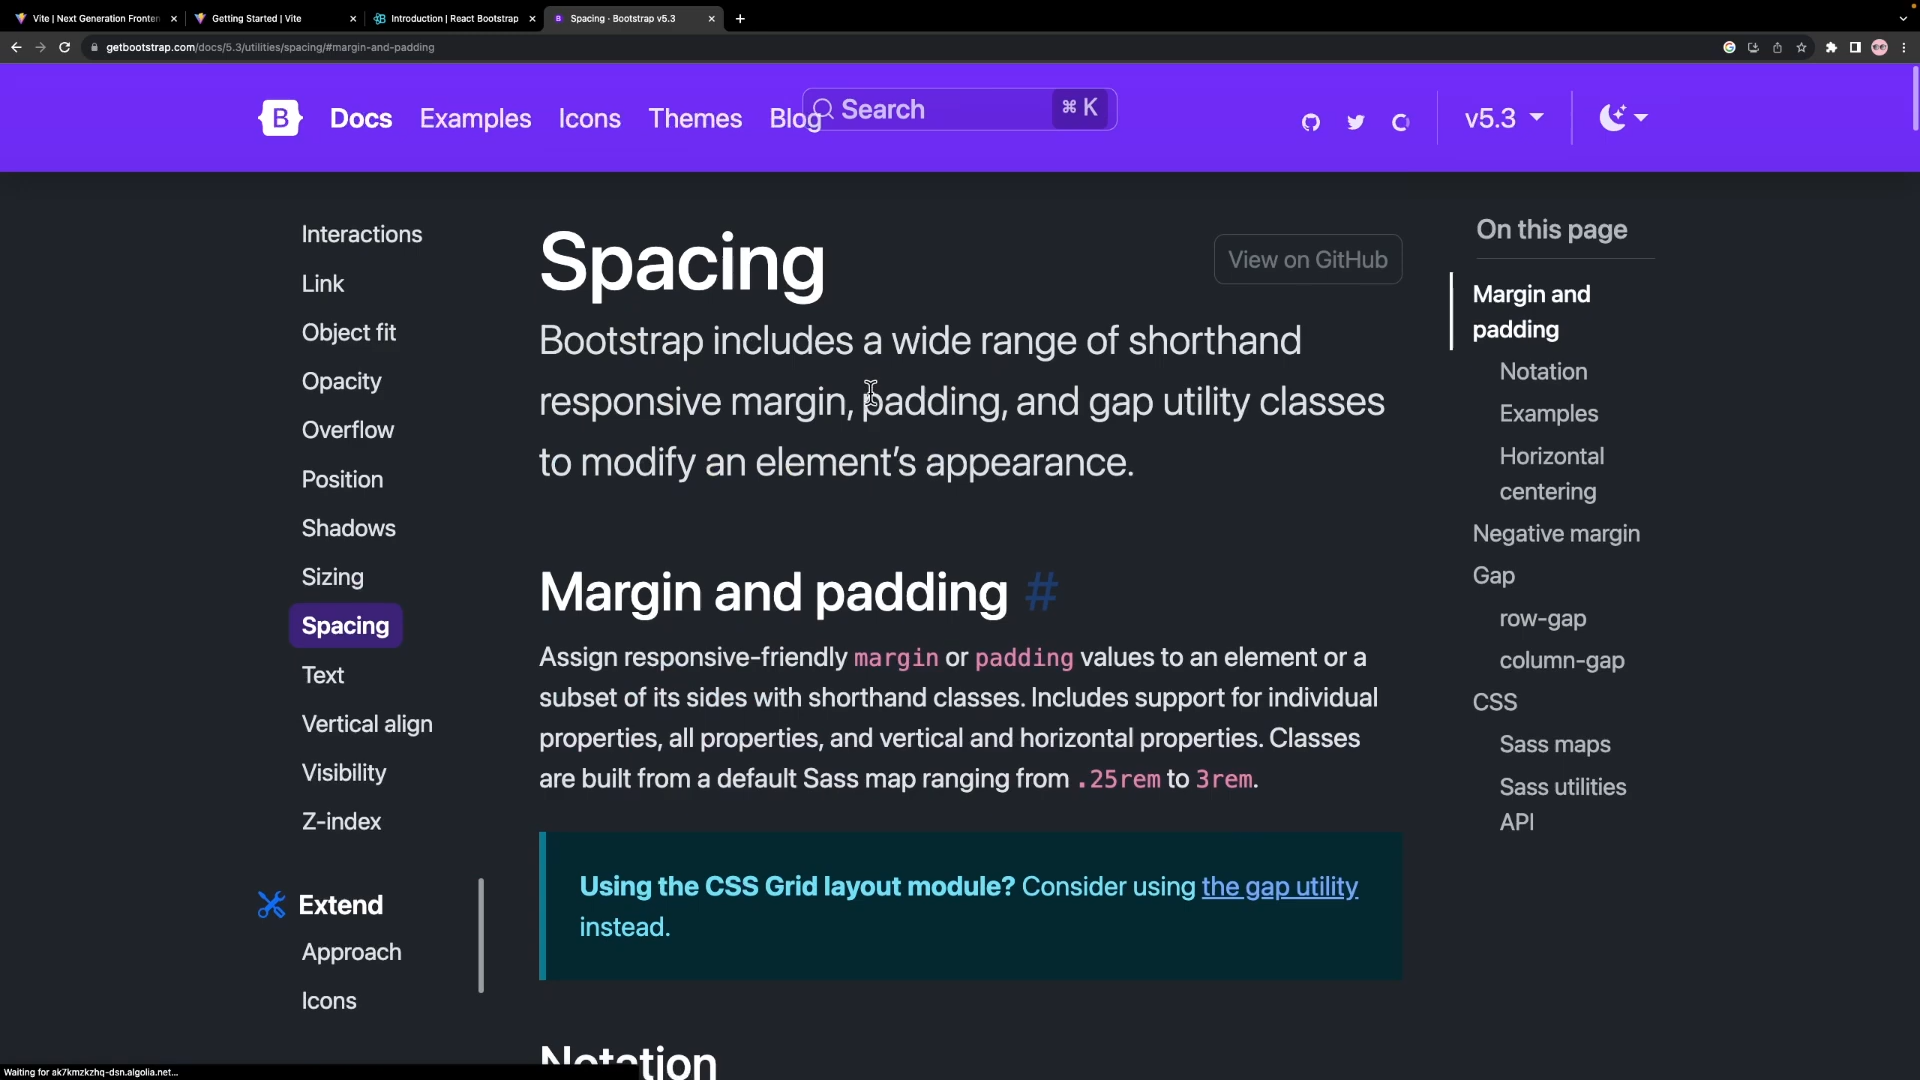 Vite | Next Generation Fronten
Getting Started | Vite
Introduction | React Bootstrap
Spacing · Bootstrap v5.3
getbootstrap.com/docs/5.3/utilities/spacing/#margin-and-padding
B
Docs
Examples
Icons
Themes
Blog
Search
⌘ K
v5.3
Interactions
Link
Object fit
Opacity
Overflow
Position
Shadows
Sizing
Spacing
Text
Vertical align
Visibility
Z-index
Extend
Approach
Icons
Spacing
View on GitHub
Bootstrap includes a wide range of shorthand
responsive margin, padding, and gap utility classes
to modify an element’s appearance.
Margin and padding #
Assign responsive-friendly margin or padding values to an element or a
subset of its sides with shorthand classes. Includes support for individual
properties, all properties, and vertical and horizontal properties. Classes
are built from a default Sass map ranging from .25rem to 3rem.
Using the CSS Grid layout module? Consider using the gap utility
instead.
Notation
On this page
Margin and
padding
Notation
Examples
Horizontal
centering
Negative margin
Gap
row-gap
column-gap
CSS
Sass maps
Sass utilities
API
Waiting for ak7kmzkzhq-dsn.algolia.net...